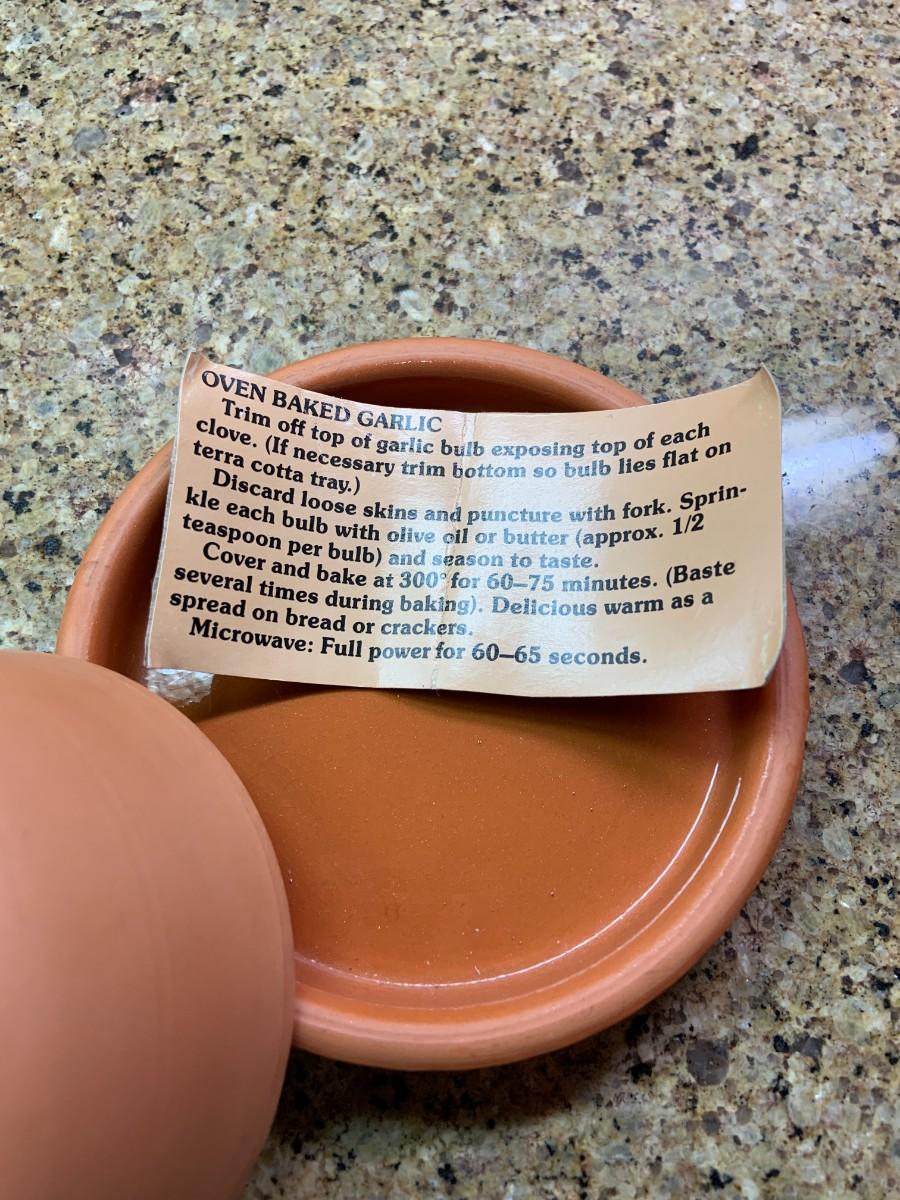 OVEN BAKED GARLIC
Trim off top of garlic bulb exposing top of each
clove. (If necessary trim bottom so bulb lies flat on
terra cotta tray.)
Discard loose skins and puncture with fork. Sprin-
kle each bulb with olive oil or butter (approx. 1/2
teaspoon per bulb) and season to taste.
Cover and bake at 300° for 60–75 minutes. (Baste
several times during baking). Delicious warm as a
spread on bread or crackers.
Microwave: Full power for 60–65 seconds.